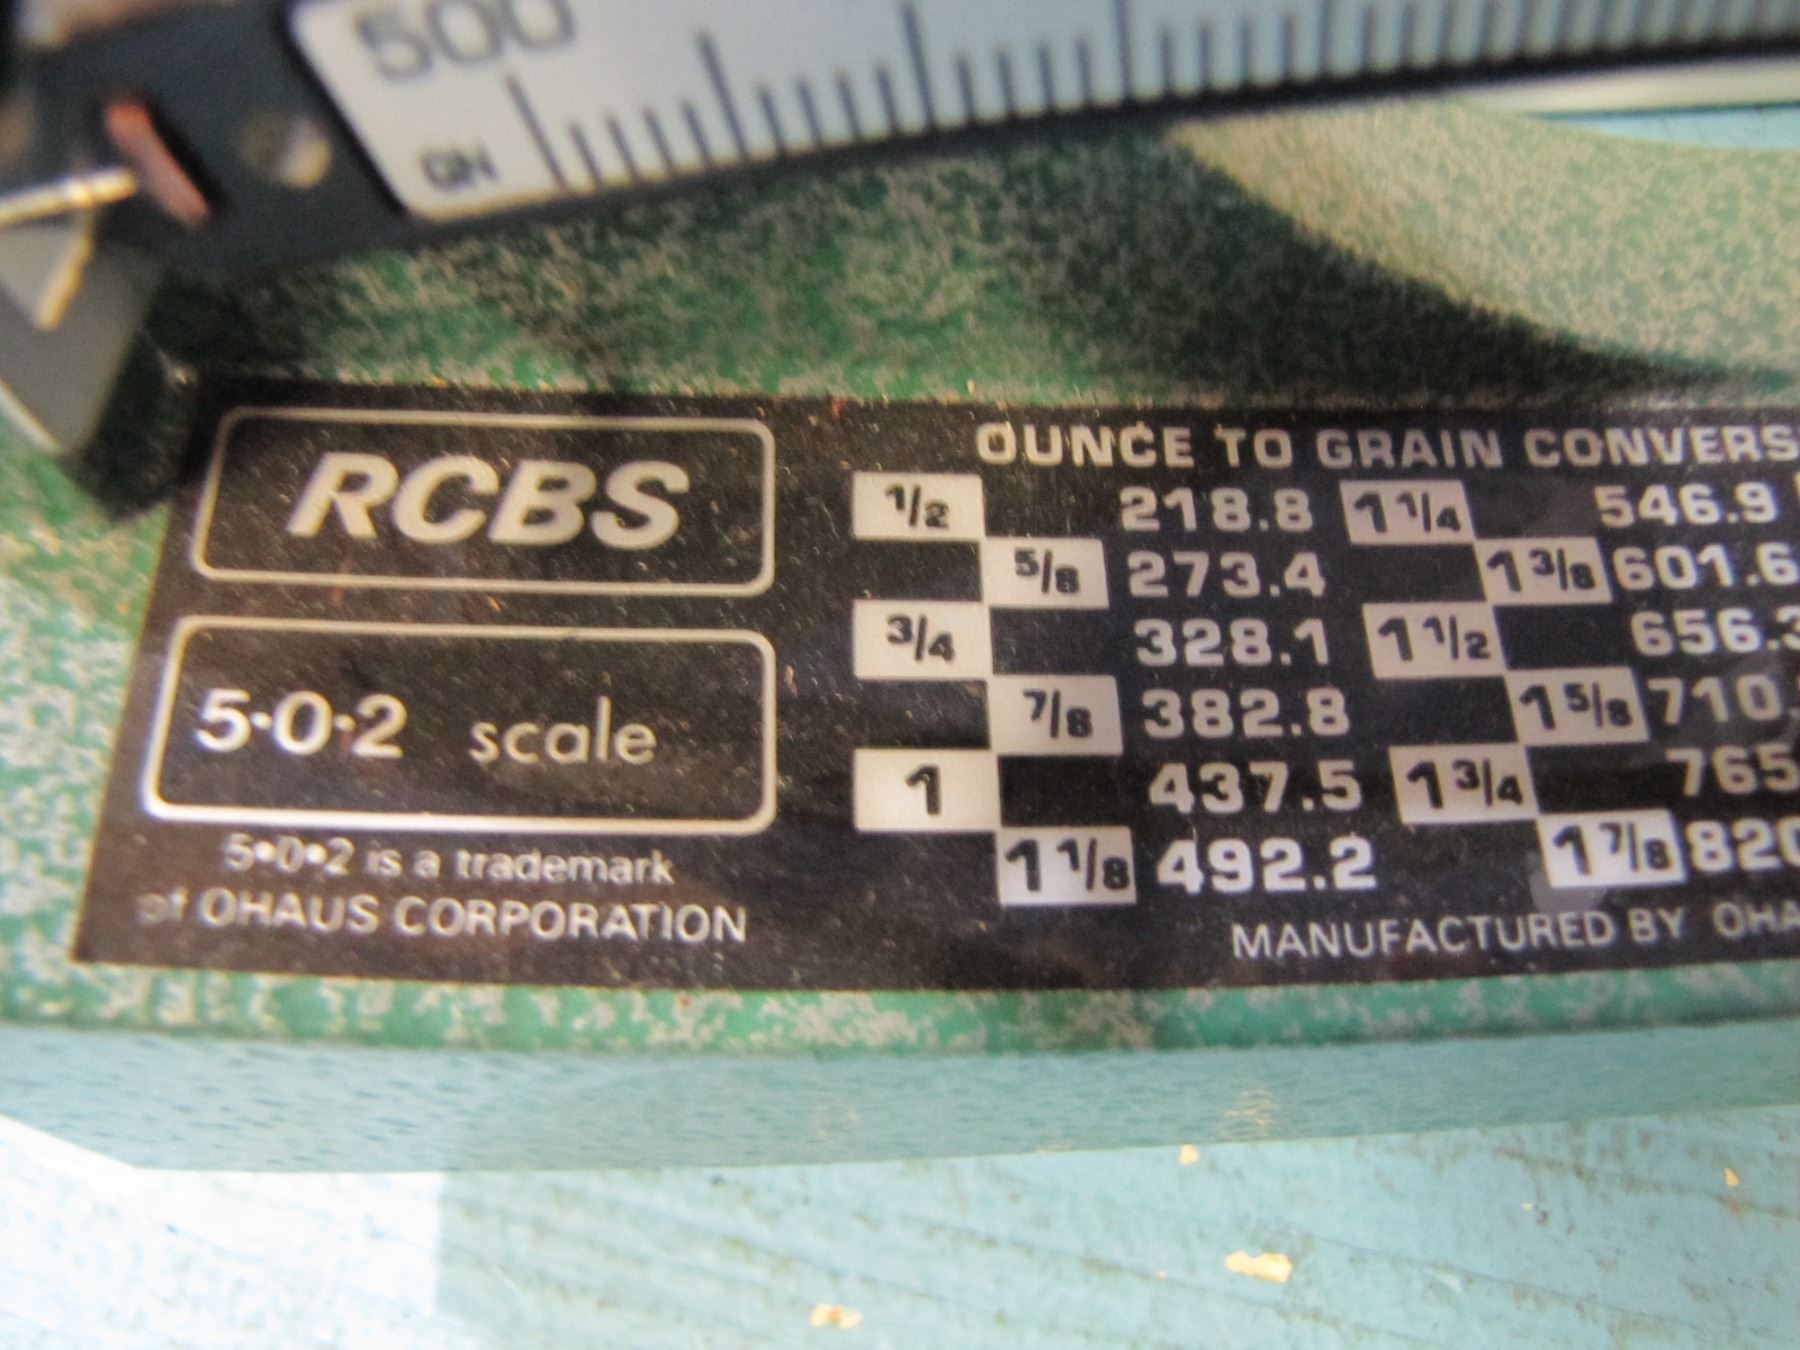 500
GN
RCBS
5·0·2 scale
5•0•2 is a trademark
of OHAUS CORPORATION
OUNCE TO GRAIN CONVERS
1/2 218.8 1 1/4 546.9
5/8 273.4 1 3/8 601.6
3/4 328.1 1 1/2 656.3
7/8 382.8 1 5/8 710.
1 437.5 1 3/4 765
1 1/8 492.2 1 7/8 820
MANUFACTURED BY OHA